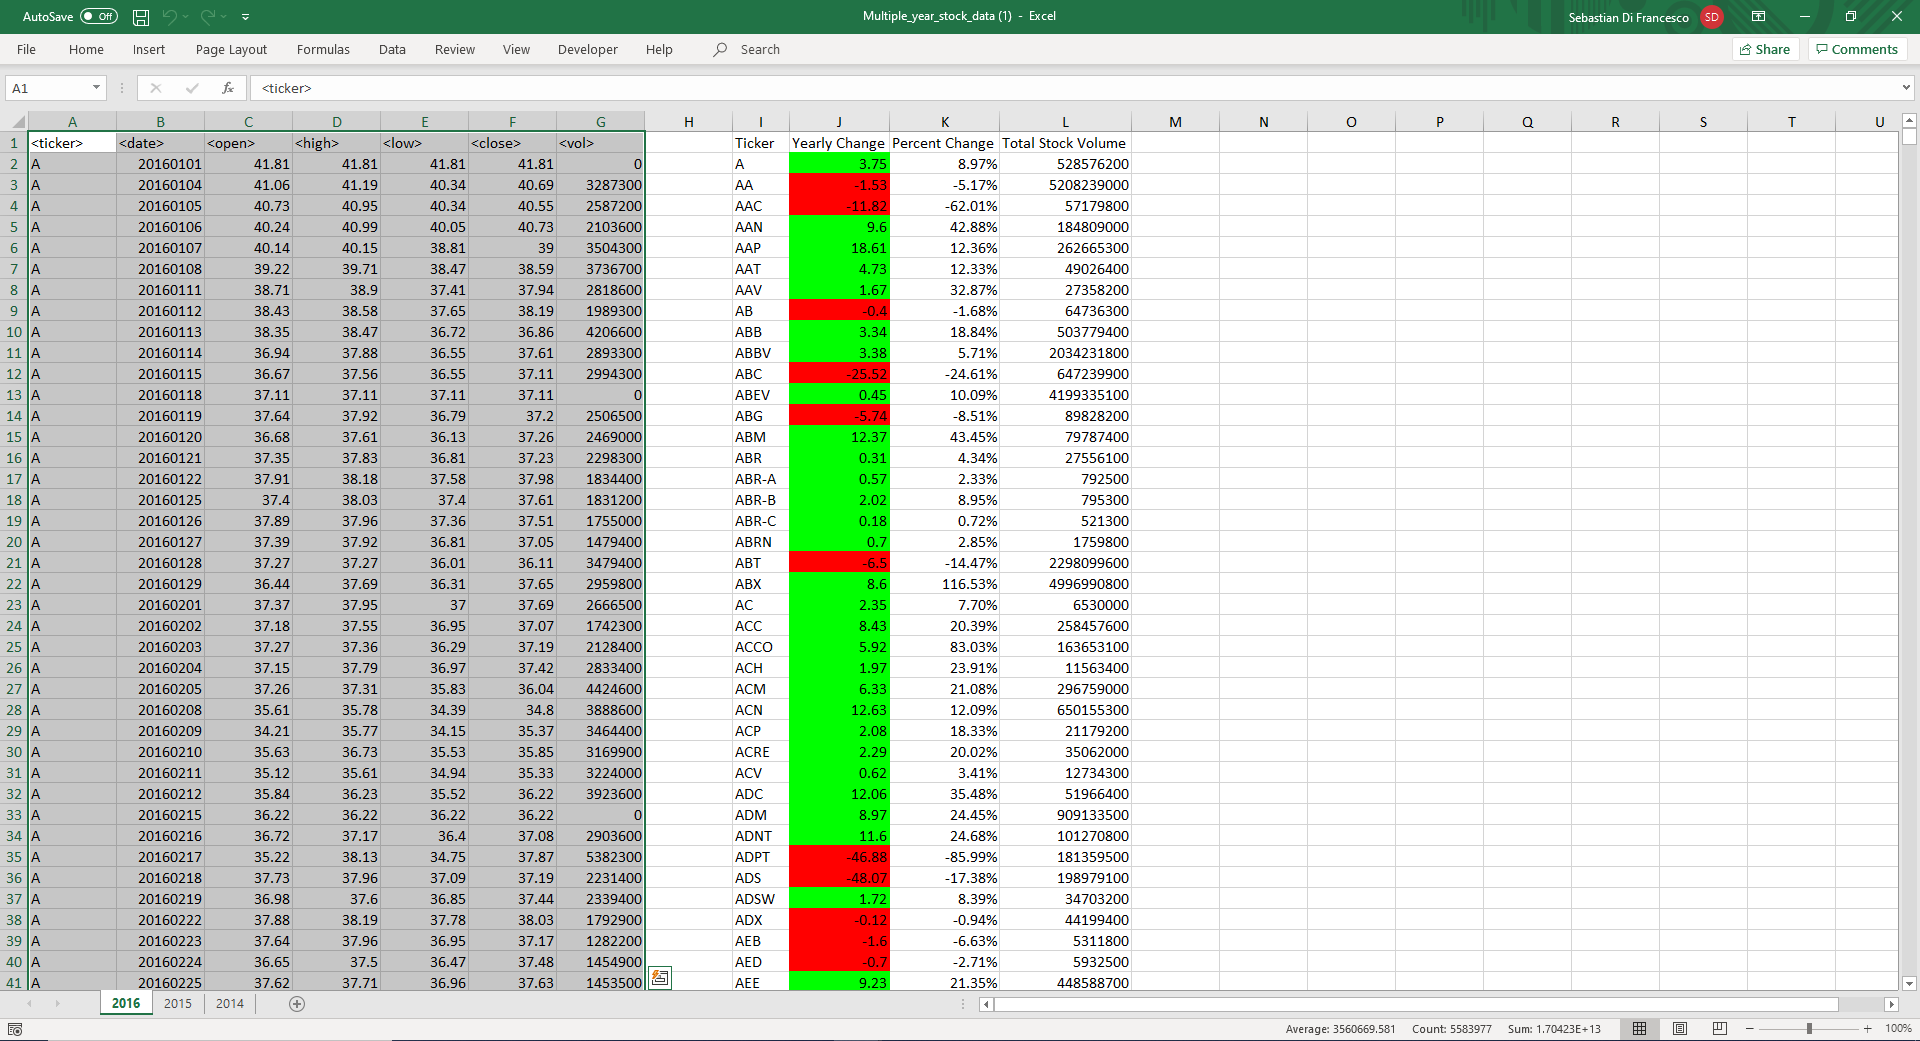 AutoSave Off Multiple_year_stock_data (1) - Excel Sebastian Di Francesco SD
File Home Insert Page Layout Formulas Data Review View Developer Help Search Share Comments
A1 fx <ticker>
A B C D E F G H I J K L M N O P Q R S T U
1 <ticker> <date> <open> <high> <low> <close> <vol> Ticker Yearly Change Percent Change Total Stock Volume
2 A 20160101 41.81 41.81 41.81 41.81 0 A 3.75 8.97% 528576200
3 A 20160104 41.06 41.19 40.34 40.69 3287300 AA -1.53 -5.17% 5208239000
4 A 20160105 40.73 40.95 40.34 40.55 2587200 AAC -11.82 -62.01% 57179800
5 A 20160106 40.24 40.99 40.05 40.73 2103600 AAN 9.6 42.88% 184809000
6 A 20160107 40.14 40.15 38.81 39 3504300 AAP 18.61 12.36% 262665300
7 A 20160108 39.22 39.71 38.47 38.59 3736700 AAT 4.73 12.33% 49026400
8 A 20160111 38.71 38.9 37.41 37.94 2818600 AAV 1.67 32.87% 27358200
9 A 20160112 38.43 38.58 37.65 38.19 1989300 AB -0.4 -1.68% 64736300
10 A 20160113 38.35 38.47 36.72 36.86 4206600 ABB 3.34 18.84% 503779400
11 A 20160114 36.94 37.88 36.55 37.61 2893300 ABBV 3.38 5.71% 2034231800
12 A 20160115 36.67 37.56 36.55 37.11 2994300 ABC -25.52 -24.61% 647239900
13 A 20160118 37.11 37.11 37.11 37.11 0 ABEV 0.45 10.09% 4199335100
14 A 20160119 37.64 37.92 36.79 37.2 2506500 ABG -5.74 -8.51% 89828200
15 A 20160120 36.68 37.61 36.13 37.26 2469000 ABM 12.37 43.45% 79787400
16 A 20160121 37.35 37.83 36.81 37.23 2298300 ABR 0.31 4.34% 27556100
17 A 20160122 37.91 38.18 37.58 37.98 1834400 ABR-A 0.57 2.33% 792500
18 A 20160125 37.4 38.03 37.4 37.61 1831200 ABR-B 2.02 8.95% 795300
19 A 20160126 37.89 37.96 37.36 37.51 1755000 ABR-C 0.18 0.72% 521300
20 A 20160127 37.39 37.92 36.81 37.05 1479400 ABRN 0.7 2.85% 1759800
21 A 20160128 37.27 37.27 36.01 36.11 3479400 ABT -6.5 -14.47% 2298099600
22 A 20160129 36.44 37.69 36.31 37.65 2959800 ABX 8.6 116.53% 4996990800
23 A 20160201 37.37 37.95 37 37.69 2666500 AC 2.35 7.70% 6530000
24 A 20160202 37.18 37.55 36.95 37.07 1742300 ACC 8.43 20.39% 258457600
25 A 20160203 37.27 37.36 36.29 37.19 2128400 ACCO 5.92 83.03% 163653100
26 A 20160204 37.15 37.79 36.97 37.42 2833400 ACH 1.97 23.91% 11563400
27 A 20160205 37.26 37.31 35.83 36.04 4424600 ACM 6.33 21.08% 296759000
28 A 20160208 35.61 35.78 34.39 34.8 3888600 ACN 12.63 12.09% 650155300
29 A 20160209 34.21 35.77 34.15 35.37 3464400 ACP 2.08 18.33% 21179200
30 A 20160210 35.63 36.73 35.53 35.85 3169900 ACRE 2.29 20.02% 35062000
31 A 20160211 35.12 35.61 34.94 35.33 3224000 ACV 0.62 3.41% 12734300
32 A 20160212 35.84 36.23 35.52 36.22 3923600 ADC 12.06 35.48% 51966400
33 A 20160215 36.22 36.22 36.22 36.22 0 ADM 8.97 24.45% 909133500
34 A 20160216 36.72 37.17 36.4 37.08 2903600 ADNT 11.6 24.68% 101270800
35 A 20160217 35.22 38.13 34.75 37.87 5382300 ADPT -46.88 -85.99% 181359500
36 A 20160218 37.73 37.96 37.09 37.19 2231400 ADS -48.07 -17.38% 198979100
37 A 20160219 36.98 37.6 36.85 37.44 2339400 ADSW 1.72 8.39% 34703200
38 A 20160222 37.88 38.19 37.78 38.03 1792900 ADX -0.12 -0.94% 44199400
39 A 20160223 37.64 37.96 36.95 37.17 1282200 AEB -1.6 -6.63% 5311800
40 A 20160224 36.65 37.5 36.47 37.48 1454900 AED -0.7 -2.71% 5932500
41 A 20160225 37.62 37.71 36.96 37.63 1453500 AEE 9.23 21.35% 448588700
2016 2015 2014
Average: 3560669.581 Count: 5583977 Sum: 1.70423E+13 100%